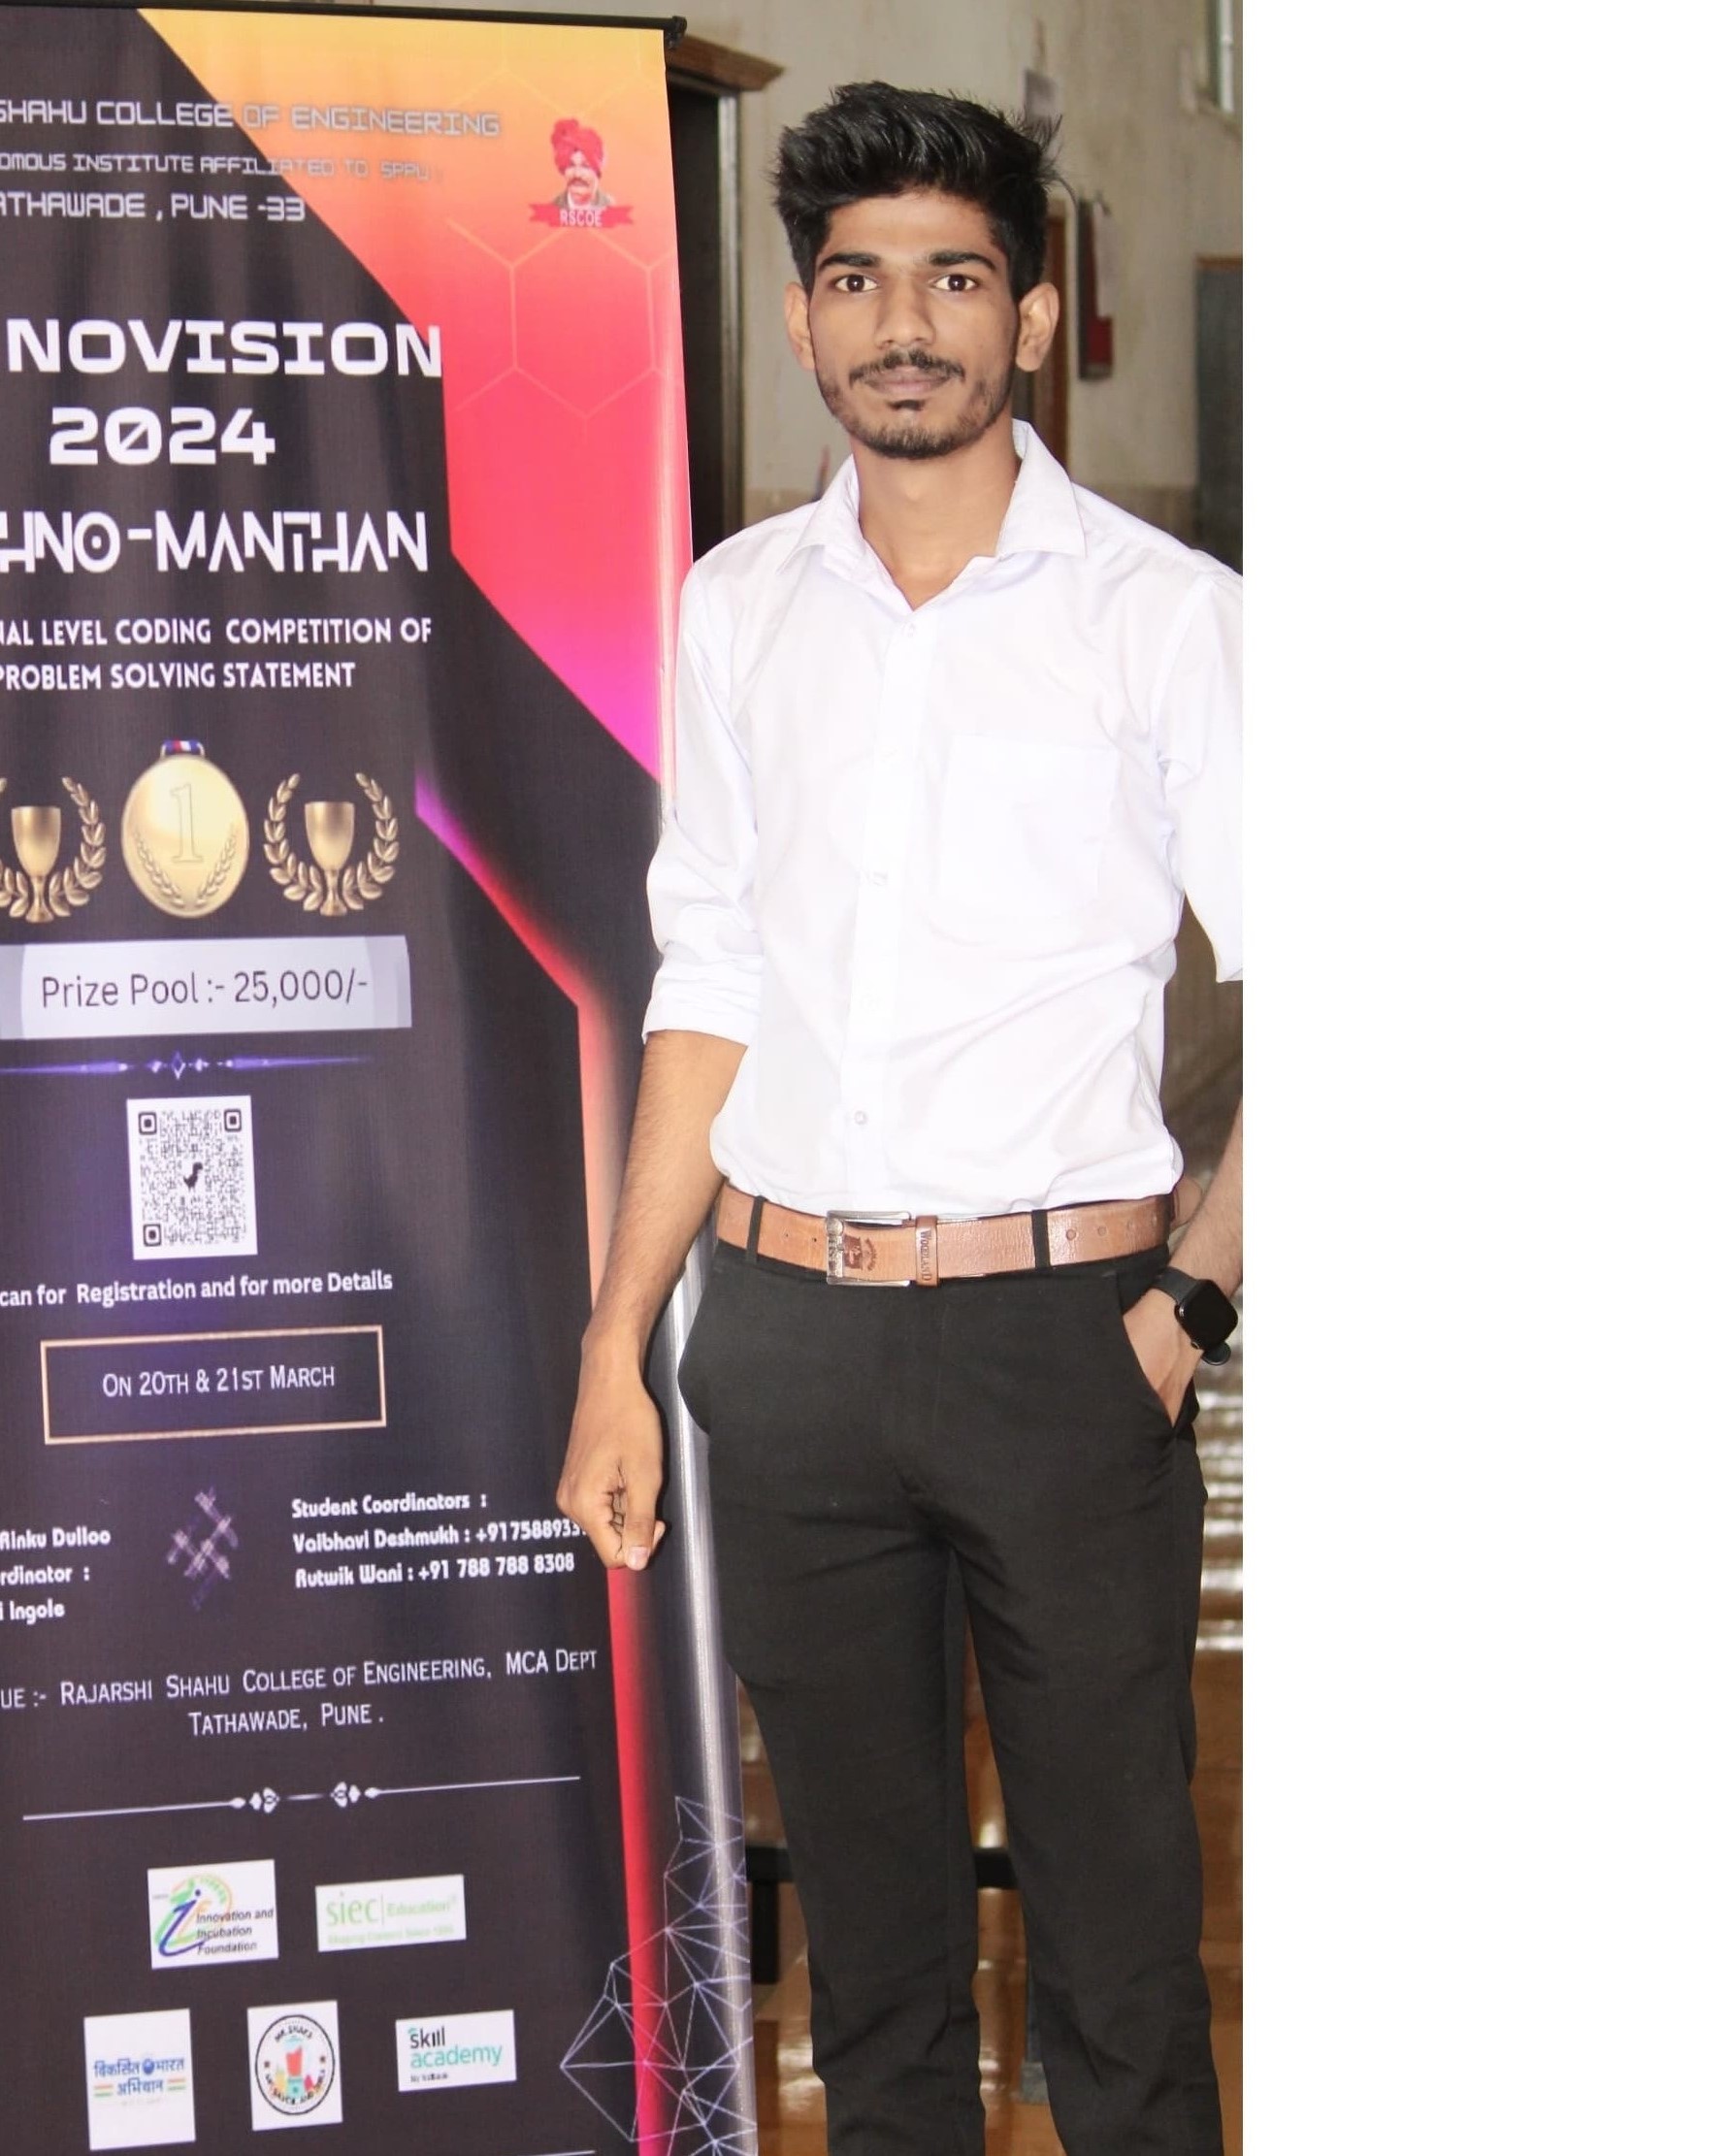 SHAHU COLLEGE OF ENGINEERING
OMOUS INSTITUTE AFFILIATED TO SPPU
ATHAWADE , PUNE -33
RSCOE
NOVISION
2024
HNO-MANTHAN
NAL LEVEL CODING COMPETITION OF
PROBLEM SOLVING STATEMENT
1
Prize Pool :- 25,000/-
can for Registration and for more Details
ON 20TH & 21ST MARCH
Rinku Dulloo
rdinator :
i Ingole
Student Coordinators :
Vaibhavi Deshmukh : +917588933
Rutwik Wani : +91 788 788 8308
UE :- RAJARSHI SHAHU COLLEGE OF ENGINEERING, MCA DEPT
TATHAWADE, PUNE .
Innovation and
Incubation
Foundation
siec Education
विकसित भारत
अभियान
skill
academy
WOODLAND